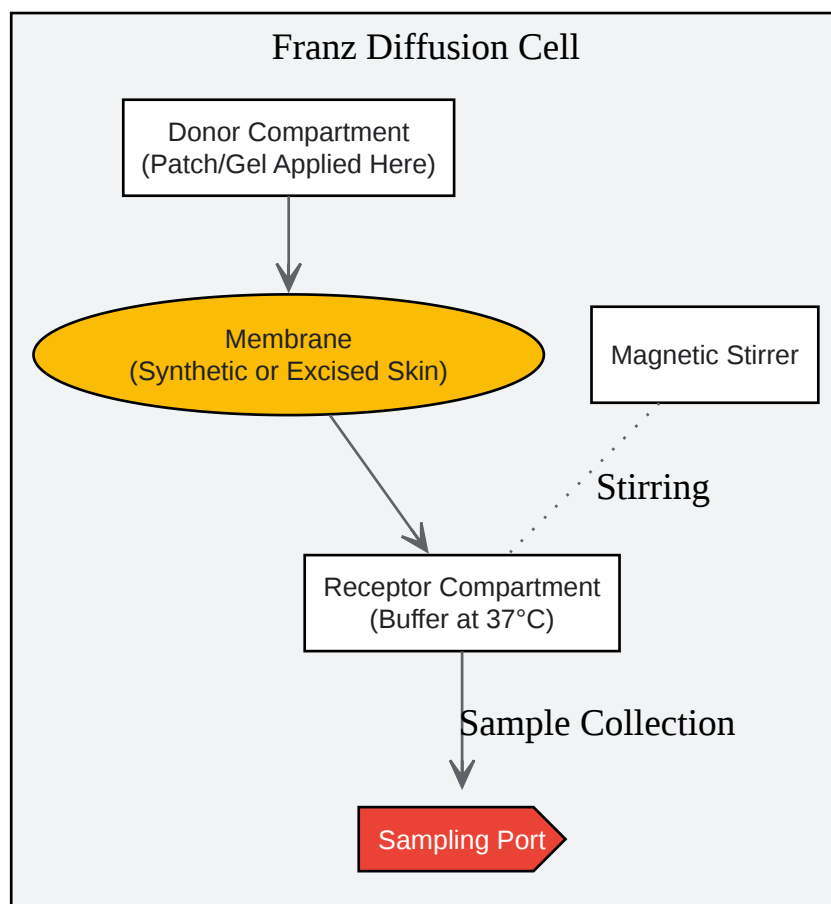 Franz Diffusion Cell
Donor Compartment
(Patch/Gel Applied Here)
Membrane
(Synthetic or Excised Skin)
Magnetic Stirrer
Stirring
Receptor Compartment
(Buffer at 37°C)
Sample Collection
Sampling Port